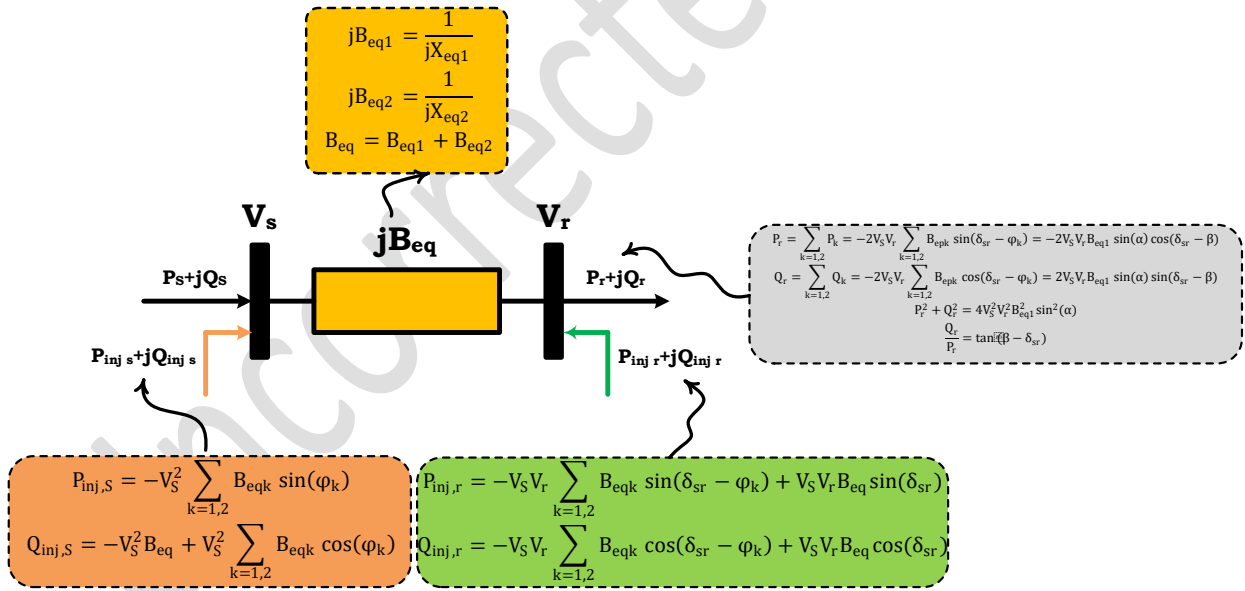 jB_eq1 = 1/(jX_eq1)
jB_eq2 = 1/(jX_eq2)
B_eq = B_eq1 + B_eq2
V_s
V_r
jB_eq
P_S+jQ_S
P_r+jQ_r
P_inj s+jQ_inj s
P_inj r+jQ_inj r
P_r = ∑_{k=1,2} P_k = −2V_S V_r ∑_{k=1,2} B_epk sin(δ_sr − φ_k) = −2V_S V_r B_eq1 sin(α) cos(δ_sr − β)
Q_r = ∑_{k=1,2} Q_k = −2V_S V_r ∑_{k=1,2} B_epk cos(δ_sr − φ_k) = 2V_S V_r B_eq1 sin(α) sin(δ_sr − β)
P_r^2 + Q_r^2 = 4V_S^2 V_r^2 B_eq1^2 sin^2(α)
Q_r/P_r = tan(β − δ_sr)
P_inj,S = −V_S^2 ∑_{k=1,2} B_eqk sin(φ_k)
Q_inj,S = −V_S^2 B_eq + V_S^2 ∑_{k=1,2} B_eqk cos(φ_k)
P_inj,r = −V_S V_r ∑_{k=1,2} B_eqk sin(δ_sr − φ_k) + V_S V_r B_eq sin(δ_sr)
Q_inj,r = −V_S V_r ∑_{k=1,2} B_eqk cos(δ_sr − φ_k) + V_S V_r B_eq cos(δ_sr)